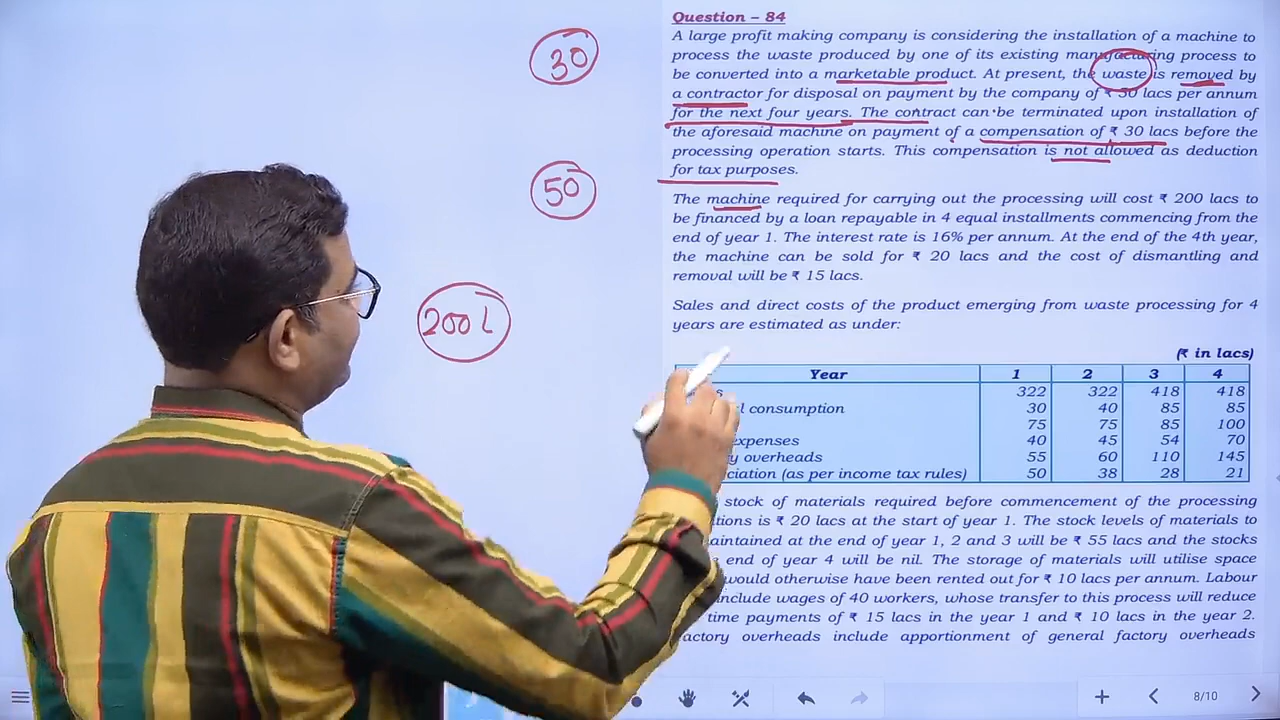 30
50
200 L
Question – 84
A large profit making company is considering the installation of a machine to
process the waste produced by one of its existing manufacturing process to
be converted into a marketable product. At present, the waste is removed by
a contractor for disposal on payment by the company of ₹ 50 lacs per annum
for the next four years. The contract can be terminated upon installation of
the aforesaid machine on payment of a compensation of ₹ 30 lacs before the
processing operation starts. This compensation is not allowed as deduction
for tax purposes.
The machine required for carrying out the processing will cost ₹ 200 lacs to
be financed by a loan repayable in 4 equal installments commencing from the
end of year 1. The interest rate is 16% per annum. At the end of the 4th year,
the machine can be sold for ₹ 20 lacs and the cost of dismantling and
removal will be ₹ 15 lacs.
Sales and direct costs of the product emerging from waste processing for 4
years are estimated as under:
(₹ in lacs)
Year 1 2 3 4
322 322 418 418
consumption 30 40 85 85
75 75 85 100
expenses 40 45 54 70
overheads 55 60 110 145
ciation (as per income tax rules) 50 38 28 21
stock of materials required before commencement of the processing
tions is ₹ 20 lacs at the start of year 1. The stock levels of materials to
aintained at the end of year 1, 2 and 3 will be ₹ 55 lacs and the stocks
end of year 4 will be nil. The storage of materials will utilise space
would otherwise have been rented out for ₹ 10 lacs per annum. Labour
include wages of 40 workers, whose transfer to this process will reduce
time payments of ₹ 15 lacs in the year 1 and ₹ 10 lacs in the year 2.
actory overheads include apportionment of general factory overheads
8/10